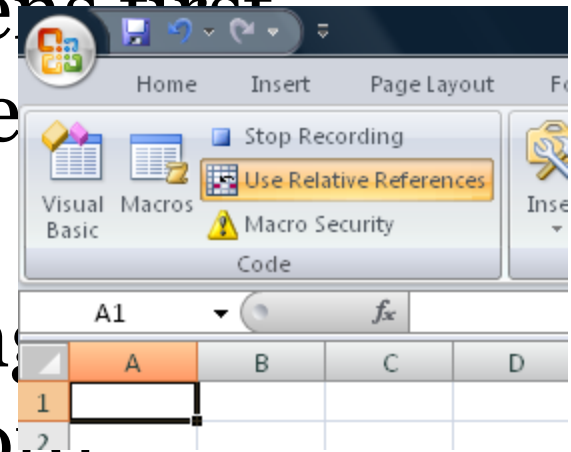 Home Insert Page Layout
Visual Basic
Macros
Stop Recording
Use Relative References
Macro Security
Code
A1 fx
A B C D
1
2